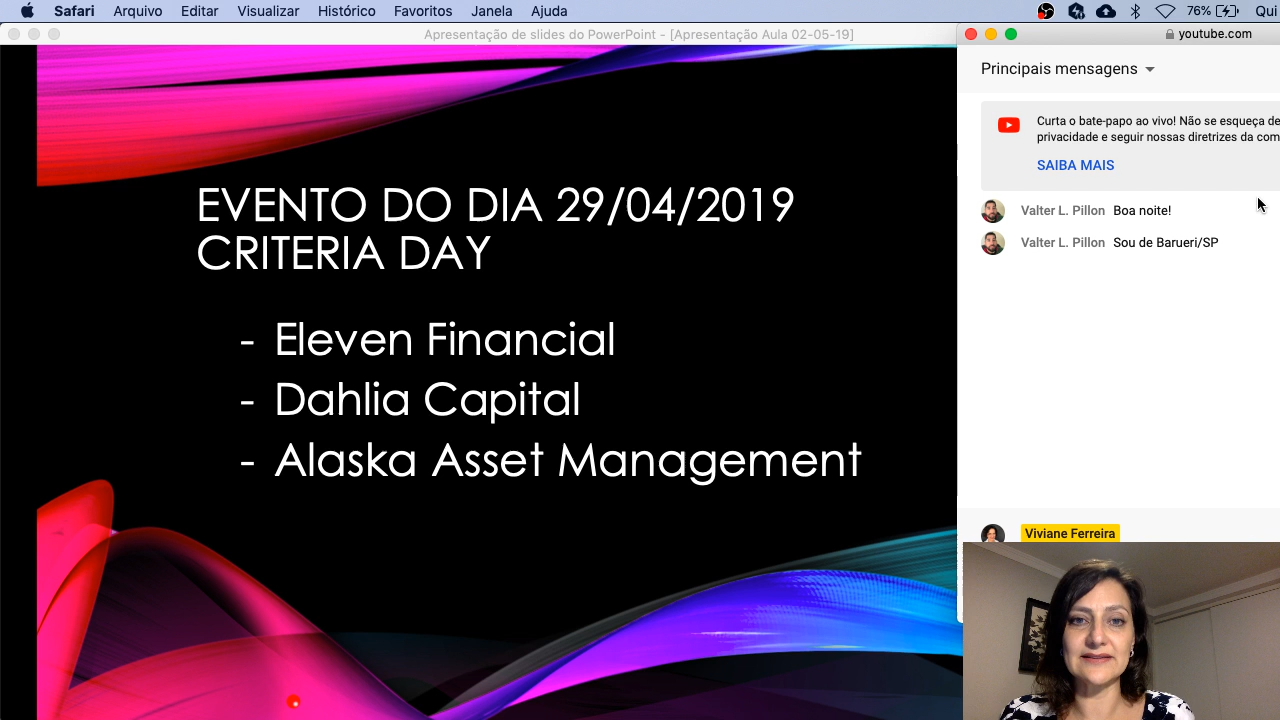 Safari Arquivo Editar Visualizar Histórico Favoritos Janela Ajuda 76% Qui
Apresentação de slides do PowerPoint - [Apresentação Aula 02-05-19]
youtube.com
Principais mensagens
Curta o bate-papo ao vivo! Não se esqueça de
privacidade e seguir nossas diretrizes da com
SAIBA MAIS
Valter L. Pillon Boa noite!
Valter L. Pillon Sou de Barueri/SP
EVENTO DO DIA 29/04/2019
CRITERIA DAY
- Eleven Financial
- Dahlia Capital
- Alaska Asset Management
Viviane Ferreira